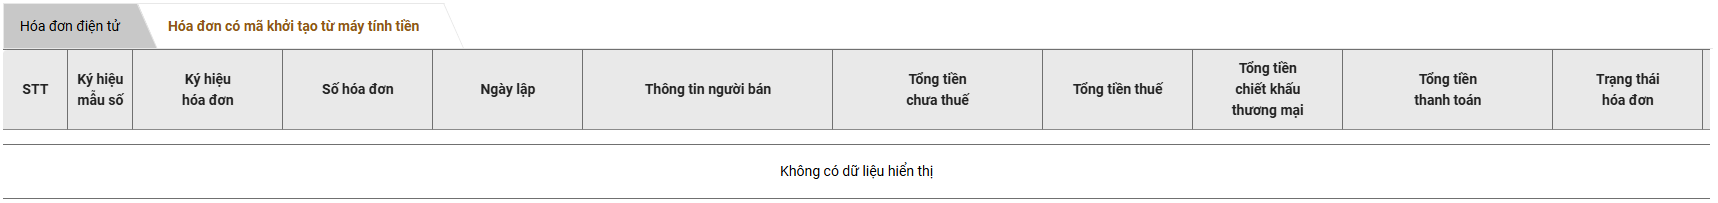 Hóa đơn điện tử
Hóa đơn có mã khởi tạo từ máy tính tiền
STT
Ký hiệu
mẫu số
Ký hiệu
hóa đơn
Số hóa đơn
Ngày lập
Thông tin người bán
Tổng tiền
chưa thuế
Tổng tiền thuế
Tổng tiền
chiết khấu
thương mại
Tổng tiền
thanh toán
Trạng thái
hóa đơn
Không có dữ liệu hiển thị